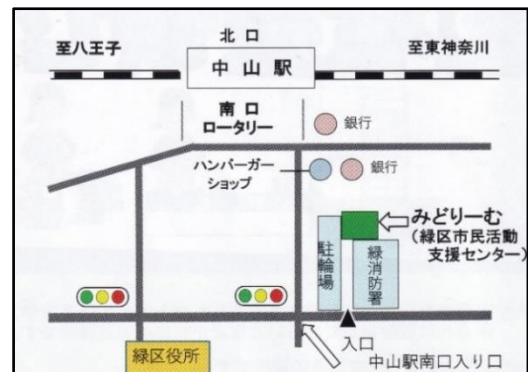 北口
至八王子
中山駅
至東神奈川
南口
ロータリー
銀行
ハンバーガー
ショップ
銀行
みどりーむ
(緑区市民活動
支援センター)
駐輪場
緑消防署
入口
中山駅南口入り口
緑区役所